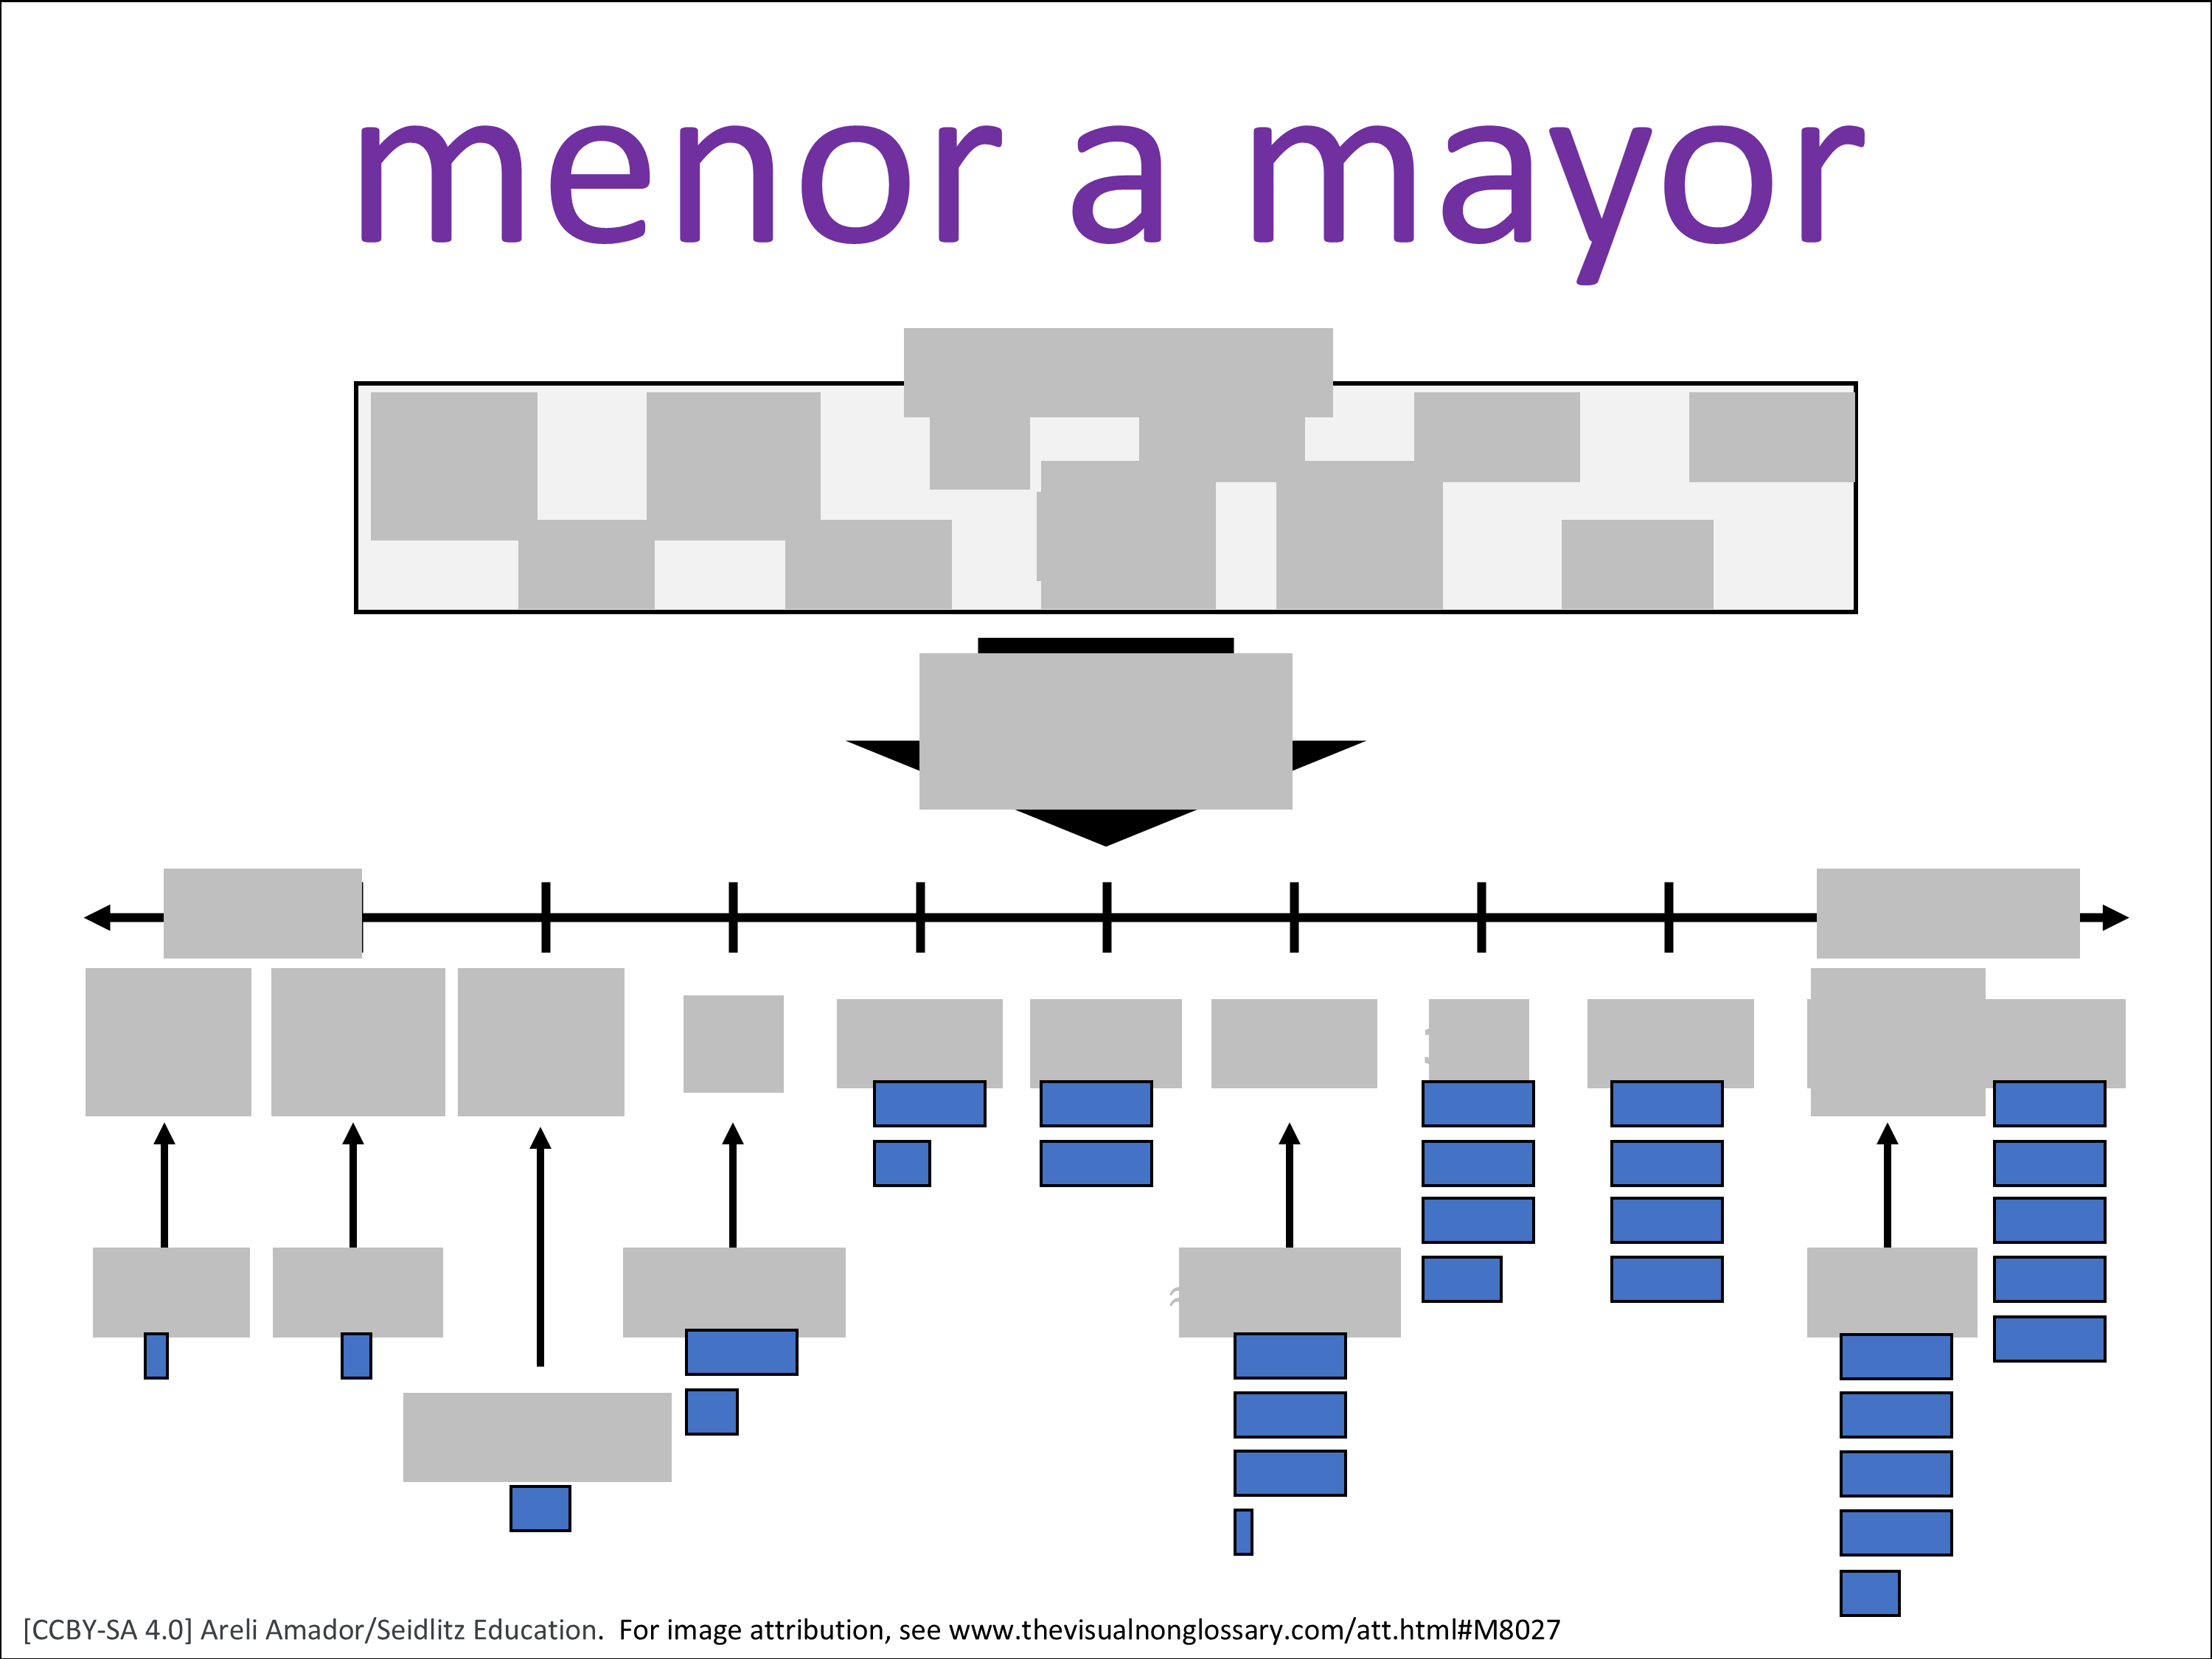 menor a mayor
[CCBY-SA 4.0] Areli Amador/Seidlitz Education.  For image attribution, see www.thevisualnonglossary.com/att.html#M8027